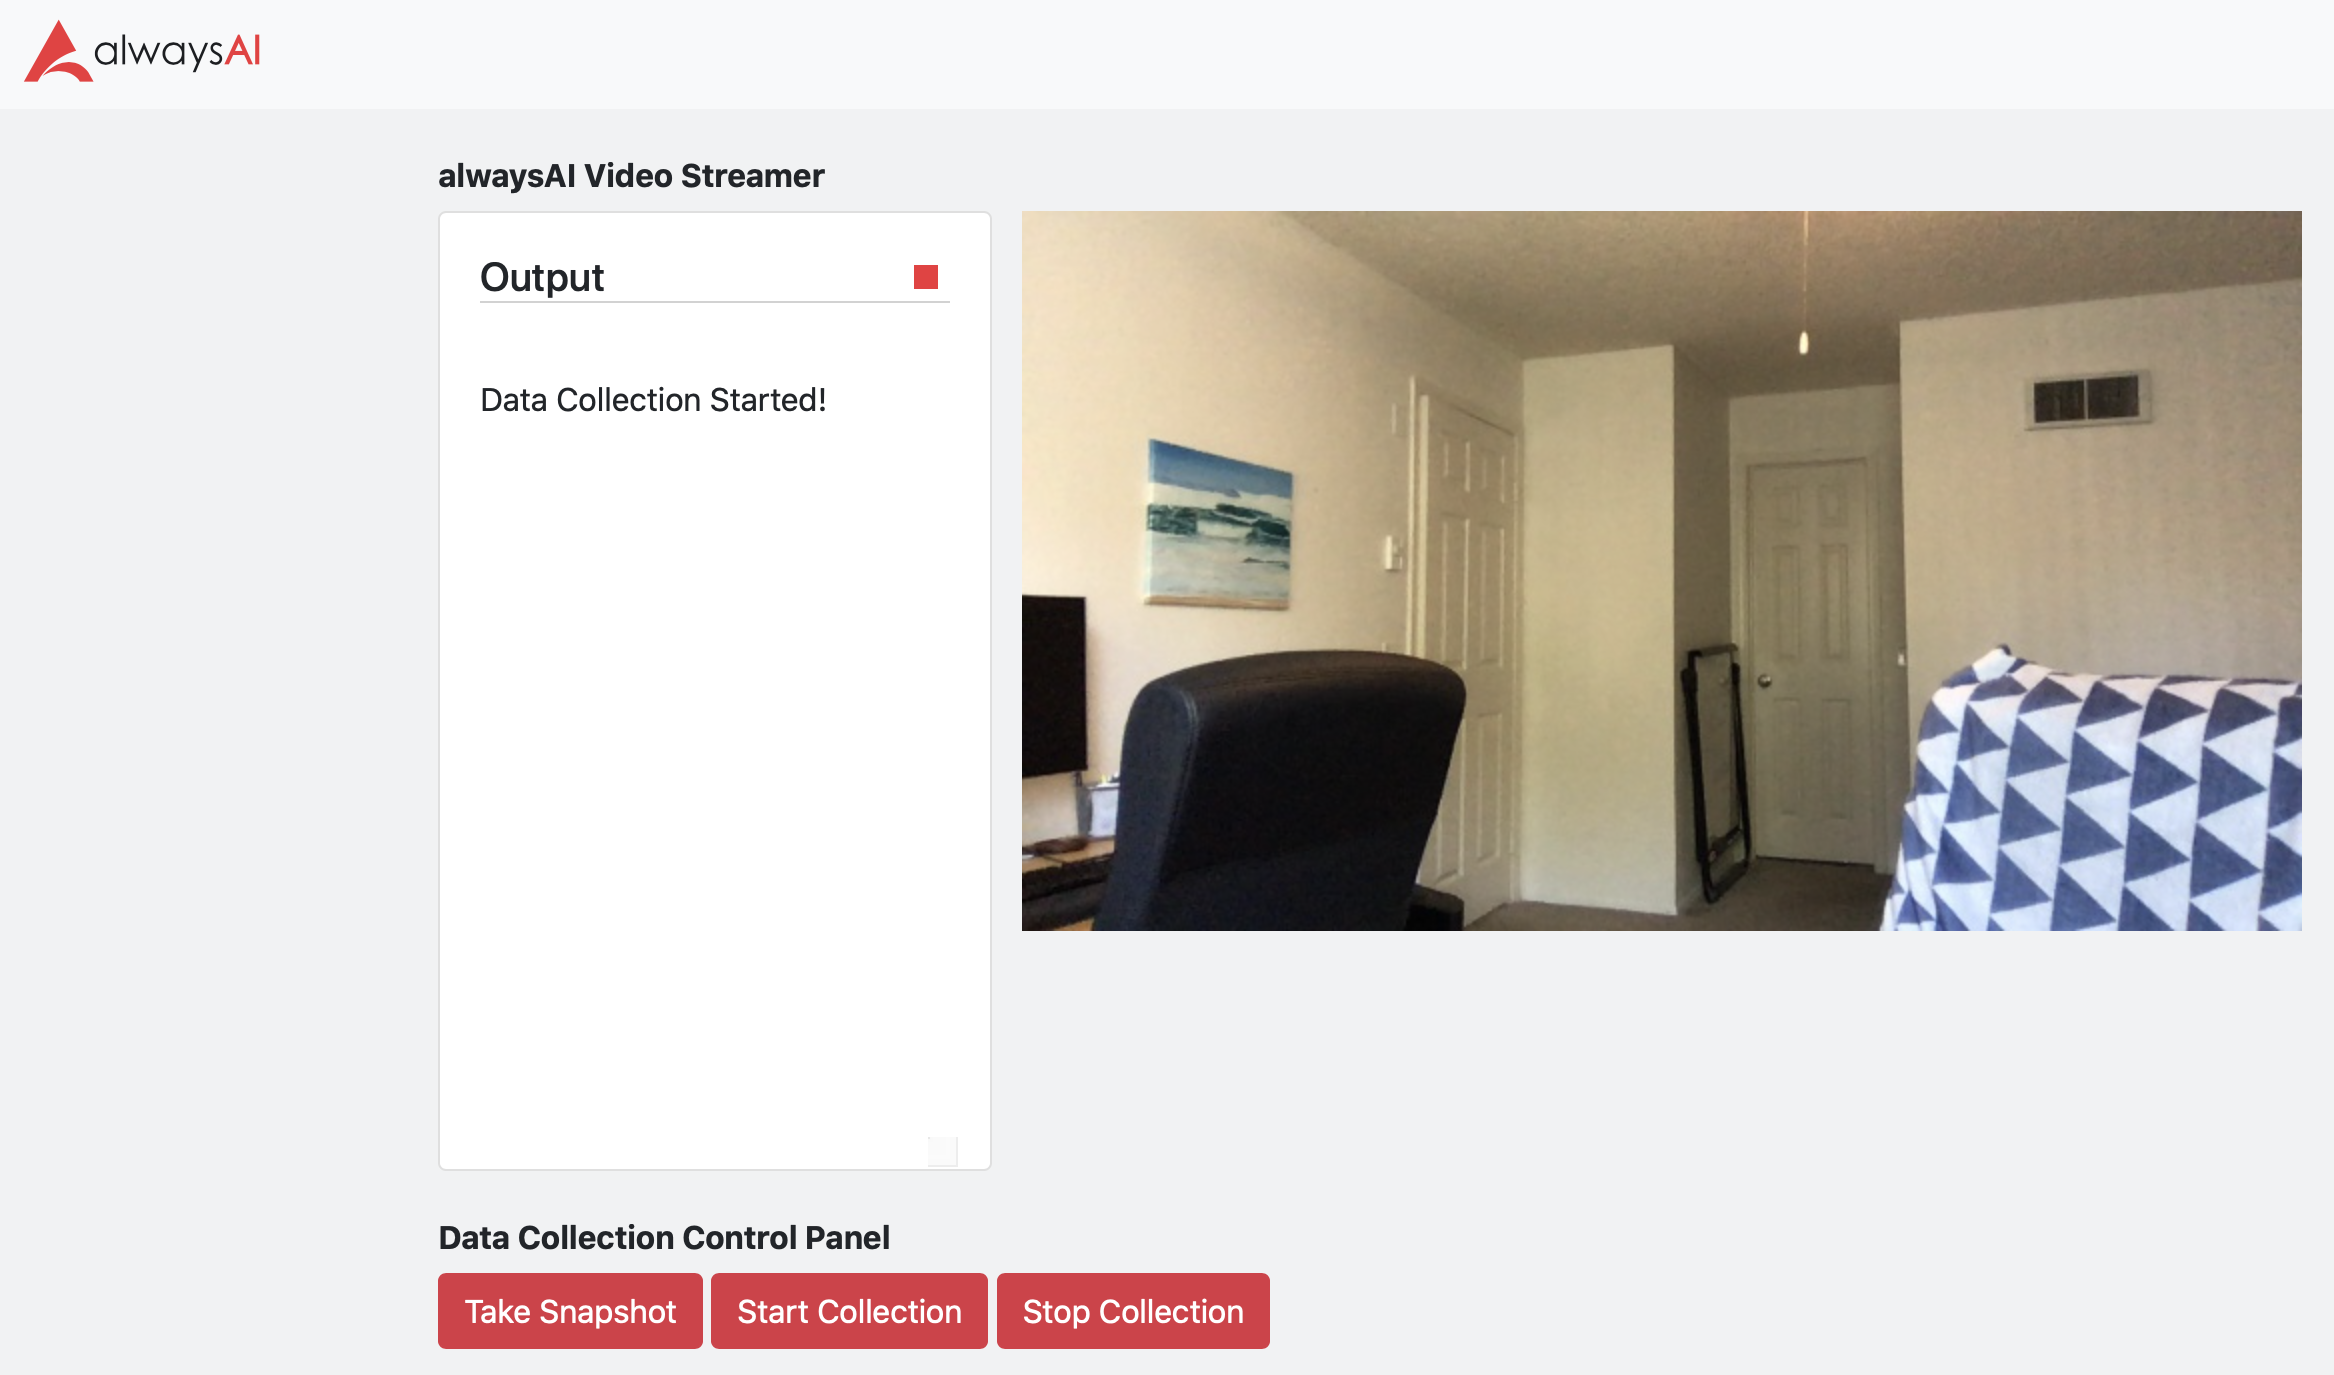 alwaysAI
alwaysAI Video Streamer
Output
Data Collection Started!
Data Collection Control Panel
Take Snapshot
Start Collection
Stop Collection